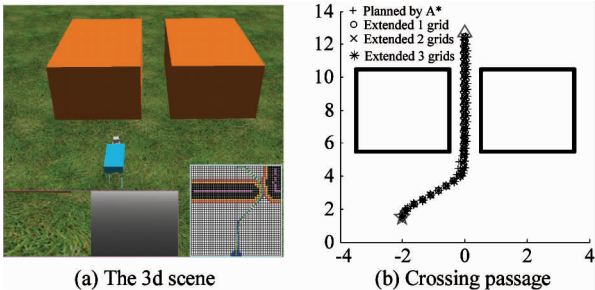 14
12
10
8
6
4
2
0
-4
-2
0
2
4
+ Planned by A*
o Extended 1 grid
× Extended 2 grids
✳ Extended 3 grids
(a) The 3d scene
(b) Crossing passage